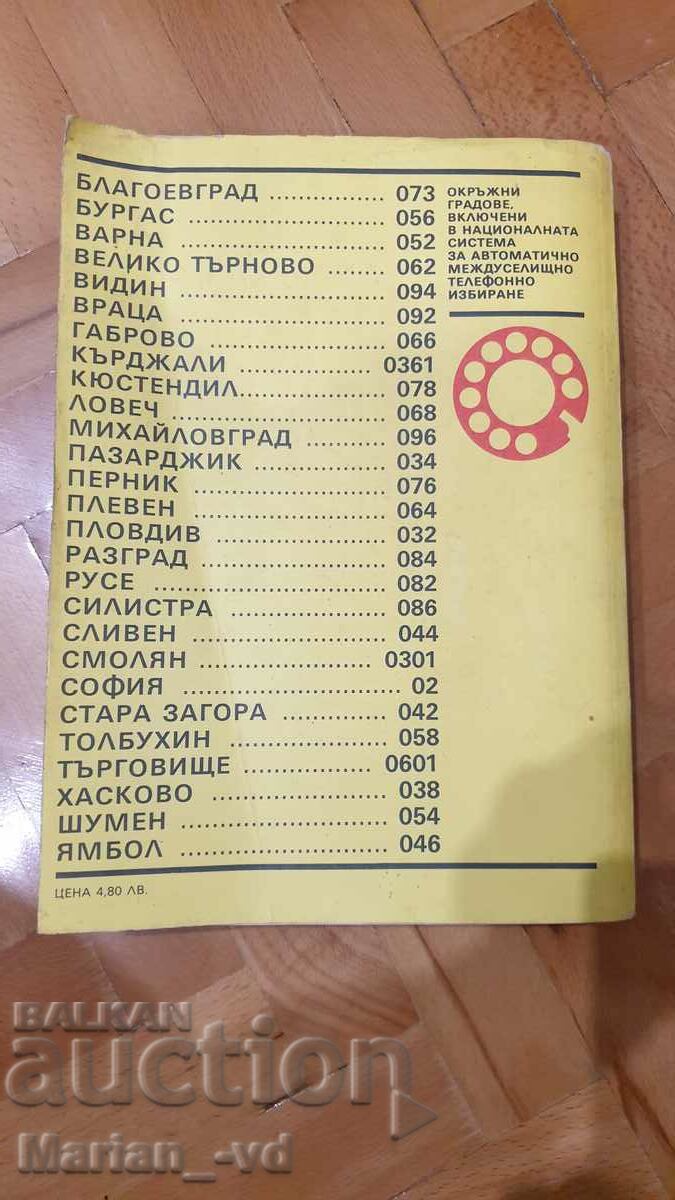 БЛАГОЕВГРАД ................ 073
БУРГАС ........................... 056
ВАРНА ........................... 052
ВЕЛИКО ТЪРНОВО ........ 062
ВИДИН ........................... 094
ВРАЦА ........................... 092
ГАБРОВО ........................ 066
КЪРДЖАЛИ .................. 0361
КЮСТЕНДИЛ .................. 078
ЛОВЕЧ ........................... 068
МИХАЙЛОВГРАД ............ 096
ПАЗАРДЖИК .................. 034
ПЕРНИК ........................ 076
ПЛЕВЕН ........................ 064
ПЛОВДИВ ..................... 032
РАЗГРАД ........................ 084
РУСЕ .............................. 082
СИЛИСТРА ..................... 086
СЛИВЕН ........................ 044
СМОЛЯН ..................... 0301
СОФИЯ ........................... 02
СТАРА ЗАГОРА ............... 042
ТОЛБУХИН ..................... 058
ТЪРГОВИЩЕ .................. 0601
ХАСКОВО ........................ 038
ШУМЕН ........................ 054
ЯМБОЛ ........................... 046
ОКРЪЖНИ
ГРАДОВЕ,
ВКЛЮЧЕНИ
В НАЦИОНАЛНАТА
СИСТЕМА
ЗА АВТОМАТИЧНО
МЕЖДУСЕЛИЩНО
ТЕЛЕФОННО
ИЗБИРАНЕ
ЦЕНА 4,80 ЛВ.
BALKAN
auction
Marian_-vd